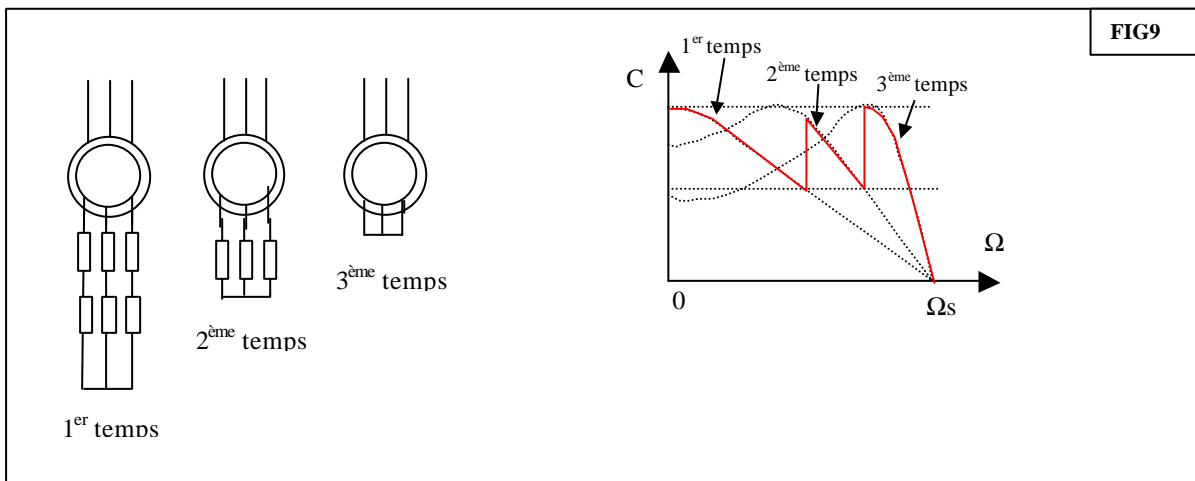 FIG9
1er temps
2ème temps
3ème temps
C
1er temps
2ème temps
3ème temps
Ω
0
Ωs